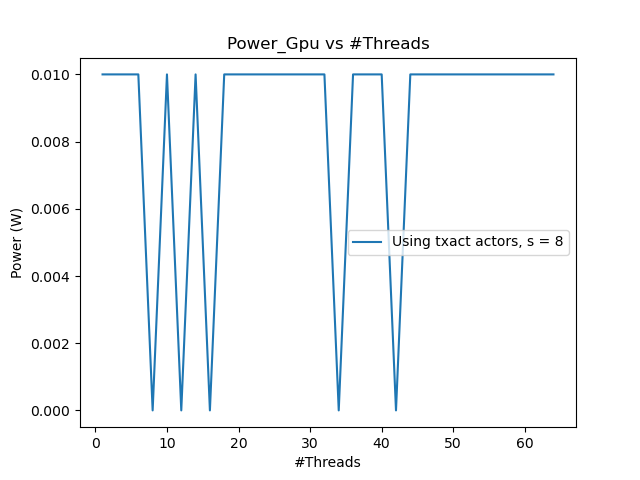 Power_Gpu vs #Threads
0.010
0.008
0.006
0.004
0.002
0.000
Power (W)
Using txact actors, s = 8
0 10 20 30 40 50 60
#Threads